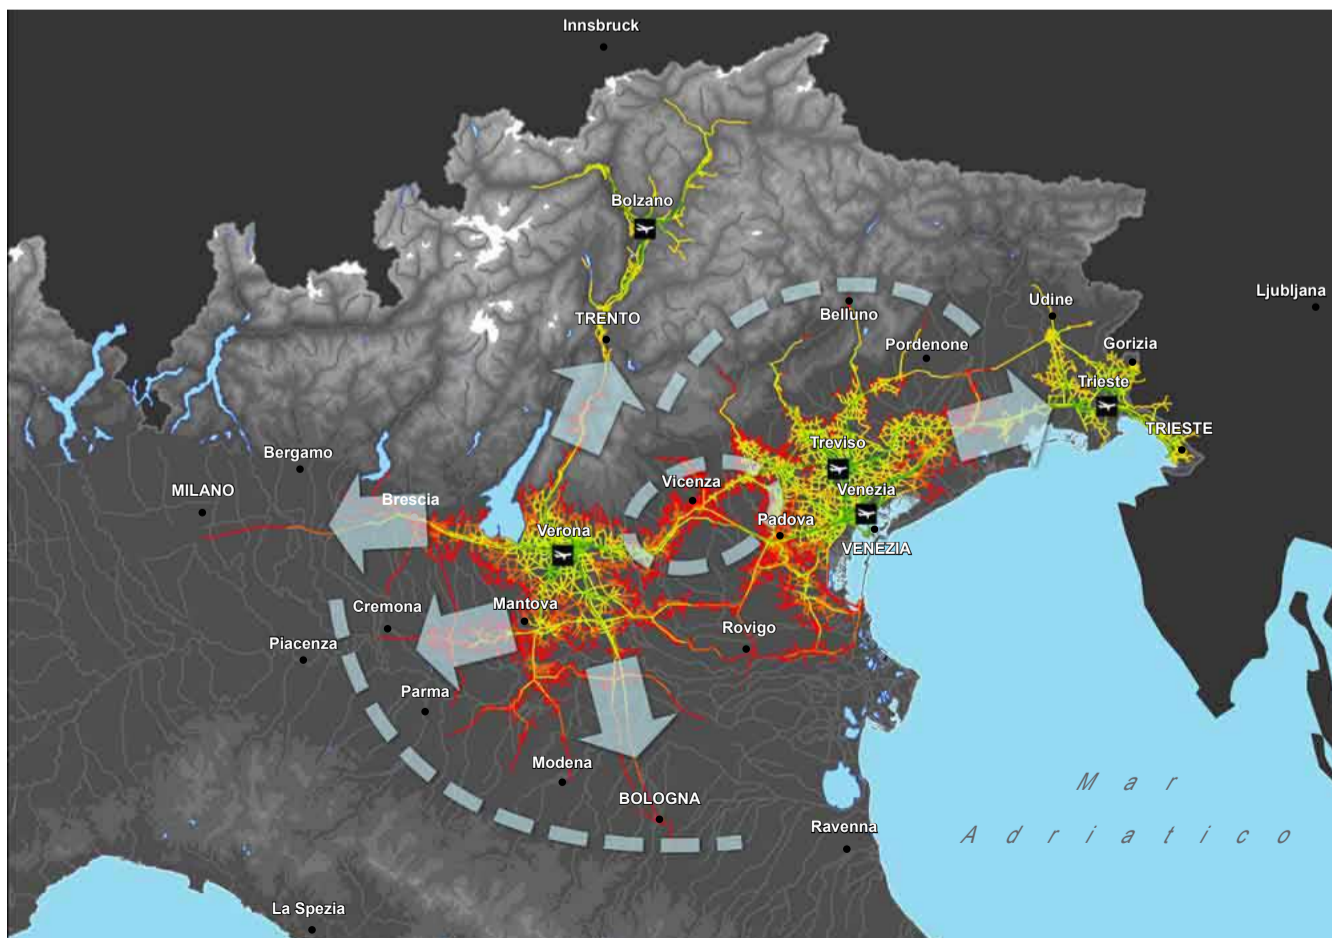 Innsbruck
Bolzano
Ljubljana
Udine
TRENTO
Belluno
Pordenone
Gorizia
Trieste
TRIESTE
Treviso
Bergamo
MILANO
Vicenza
Venezia
Brescia
Padova
Verona
VENEZIA
Cremona
Mantova
Rovigo
Piacenza
Parma
Modena
BOLOGNA
Ravenna
Mar
Adriatico
La Spezia